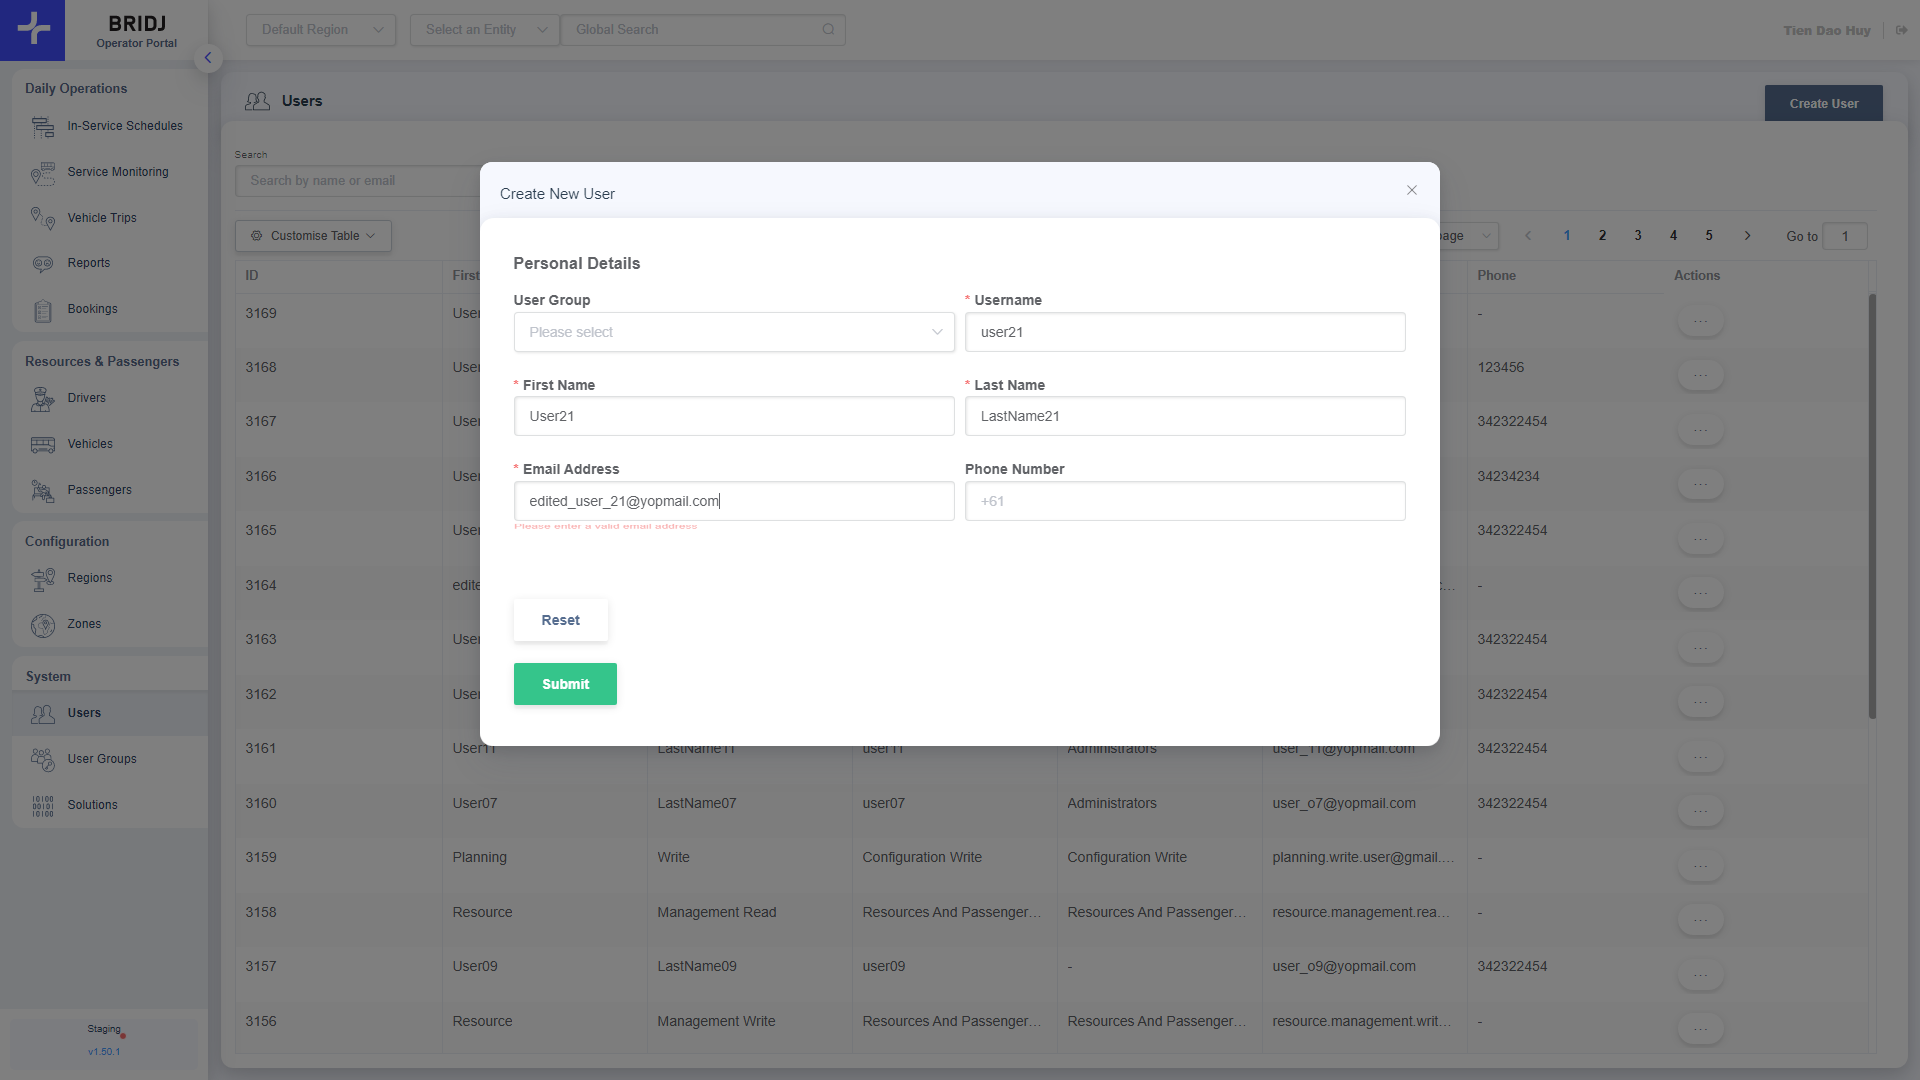 BRIDJ
Operator Portal
Default Region
Select an Entity
Global Search
Tien Dao Huy
Daily Operations
In-Service Schedules
Service Monitoring
Vehicle Trips
Reports
Bookings
Resources & Passengers
Drivers
Vehicles
Passengers
Configuration
Regions
Zones
System
Users
User Groups
Solutions
Staging
v1.50.1
Users
Create User
Search
Search by name or email
Customise Table
1 2 3 4 5
Go to 1
ID First Phone Actions
3169 User -
3168 User 123456
3167 User 342322454
3166 User 34234234
3165 User 342322454
3164 edite -
3163 User 342322454
3162 User 342322454
3161 User11 LastName11 user11 Administrators user_11@yopmail.com 342322454
3160 User07 LastName07 user07 Administrators user_o7@yopmail.com 342322454
3159 Planning Write Configuration Write Configuration Write planning.write.user@gmail.... -
3158 Resource Management Read Resources And Passenger... Resources And Passenger... resource.management.rea... -
3157 User09 LastName09 user09 - user_o9@yopmail.com 342322454
3156 Resource Management Write Resources And Passenger... Resources And Passenger... resource.management.writ... -
Create New User
Personal Details
User Group
Please select
* Username
user21
* First Name
User21
* Last Name
LastName21
* Email Address
edited_user_21@yopmail.com
Please enter a valid email address
Phone Number
+61
Reset
Submit